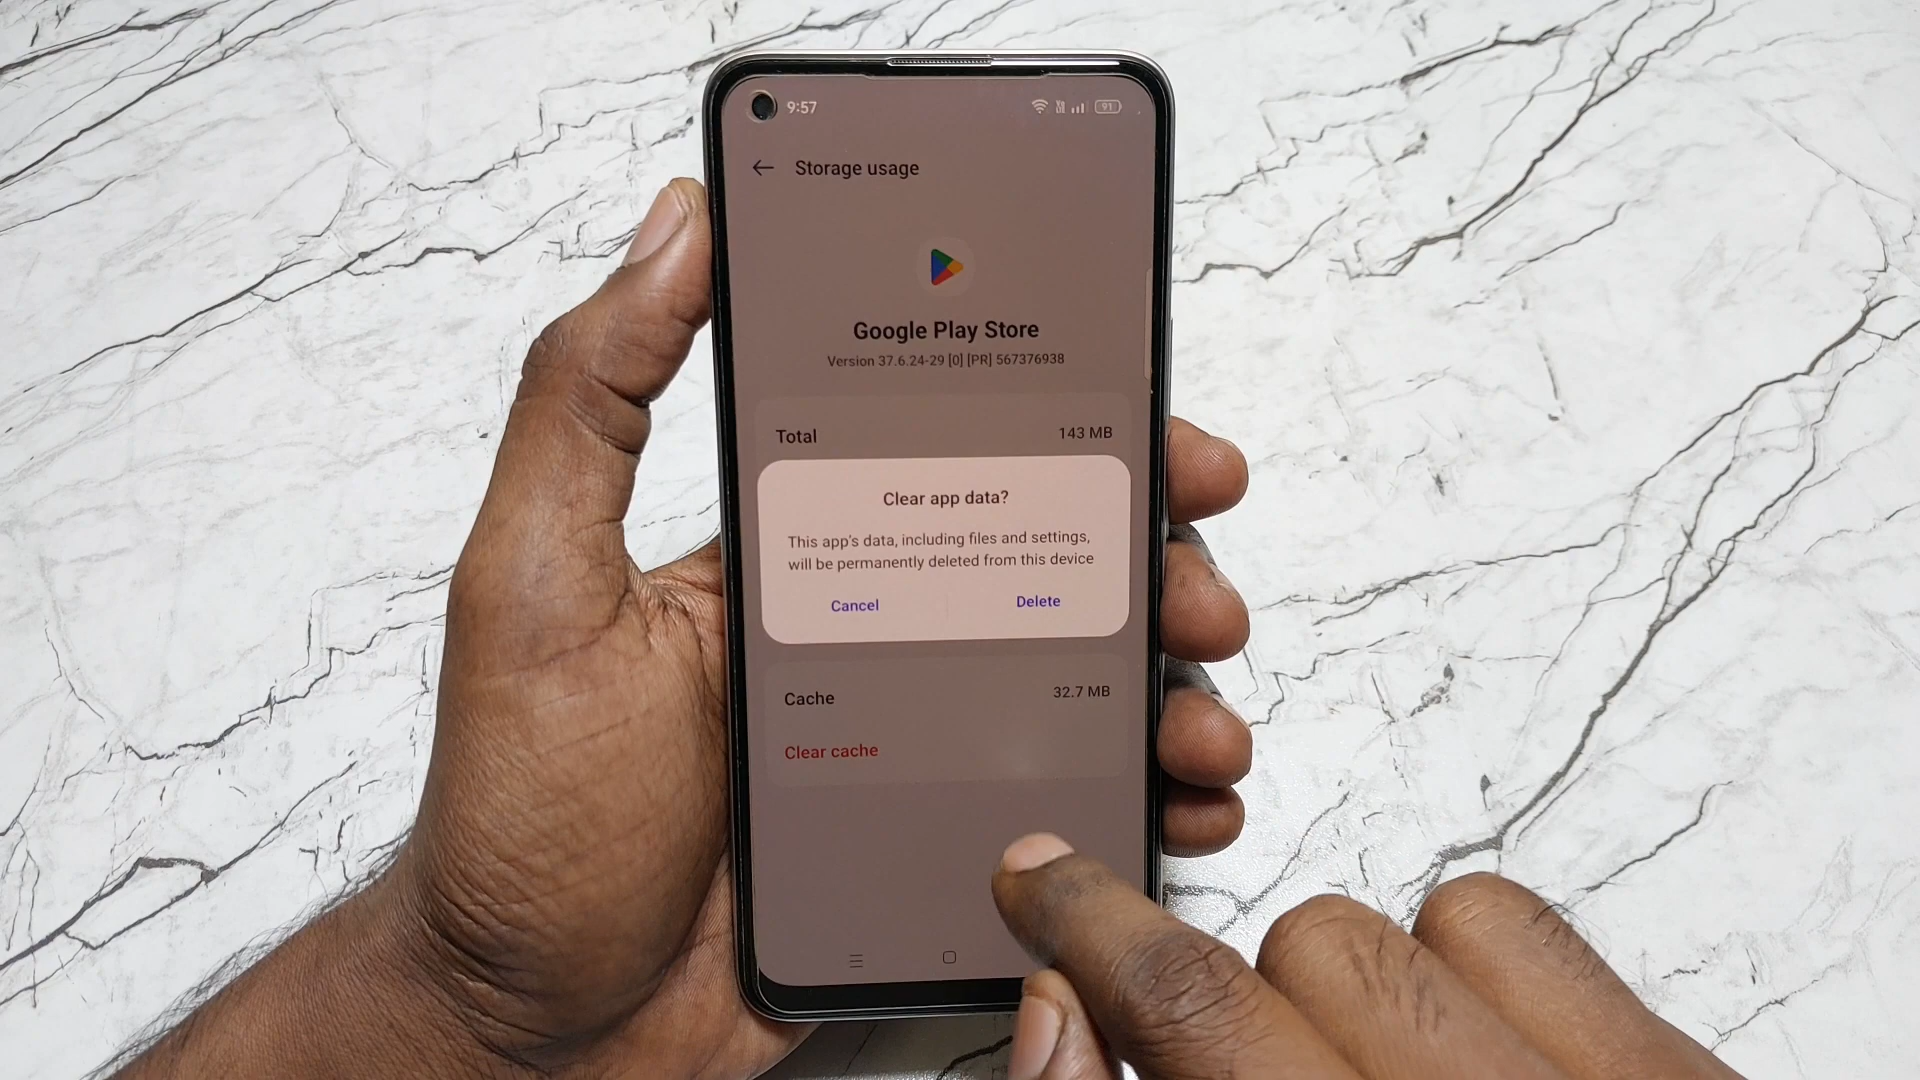 9:57
91
Storage usage
Google Play Store
Version 37.6.24-29 [0] [PR] 567376938
Total 143 MB
Clear app data?
This app's data, including files and settings,
will be permanently deleted from this device
Cancel Delete
Cache 32.7 MB
Clear cache